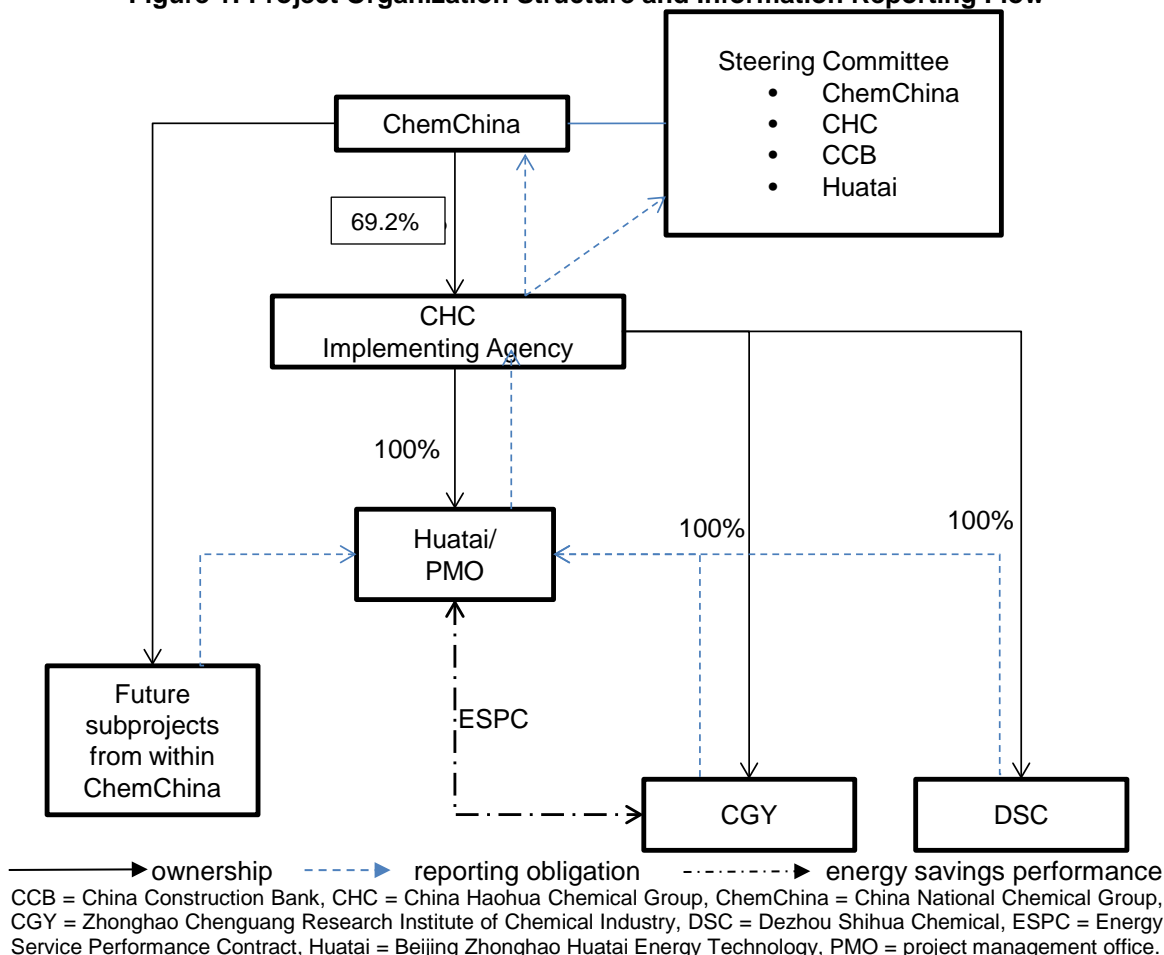 Figure 1: Project Organization Structure and Information Reporting Flow
Steering Committee
• ChemChina
• CHC
• CCB
• Huatai
ChemChina
69.2%
CHC
Implementing Agency
100%
Huatai/
PMO
100%
100%
Future
subprojects
from within
ChemChina
ESPC
CGY
DSC
ownership reporting obligation energy savings performance
CCB = China Construction Bank, CHC = China Haohua Chemical Group, ChemChina = China National Chemical Group,
CGY = Zhonghao Chenguang Research Institute of Chemical Industry, DSC = Dezhou Shihua Chemical, ESPC = Energy
Service Performance Contract, Huatai = Beijing Zhonghao Huatai Energy Technology, PMO = project management office.